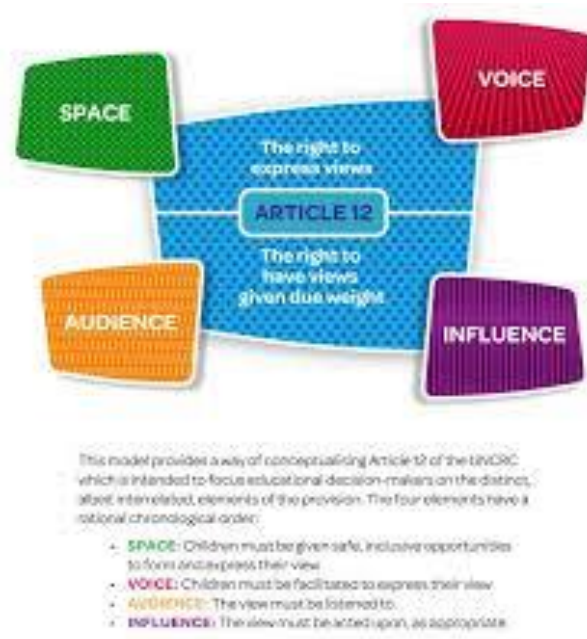 SPACE
VOICE
The right to
express views
ARTICLE 12
The right to
have views
given due weight
AUDIENCE
INFLUENCE
This model provides a way of conceptualising Article 12 of the UNCRC
which is intended to focus educational decision-makers on the distinct,
albeit interrelated, elements of the provision. The four elements have a
rational chronological order:
• SPACE: Children must be given safe, inclusive opportunities
to form and express their view
• VOICE: Children must be facilitated to express their view
• AUDIENCE: The view must be listened to.
• INFLUENCE: The view must be acted upon, as appropriate.